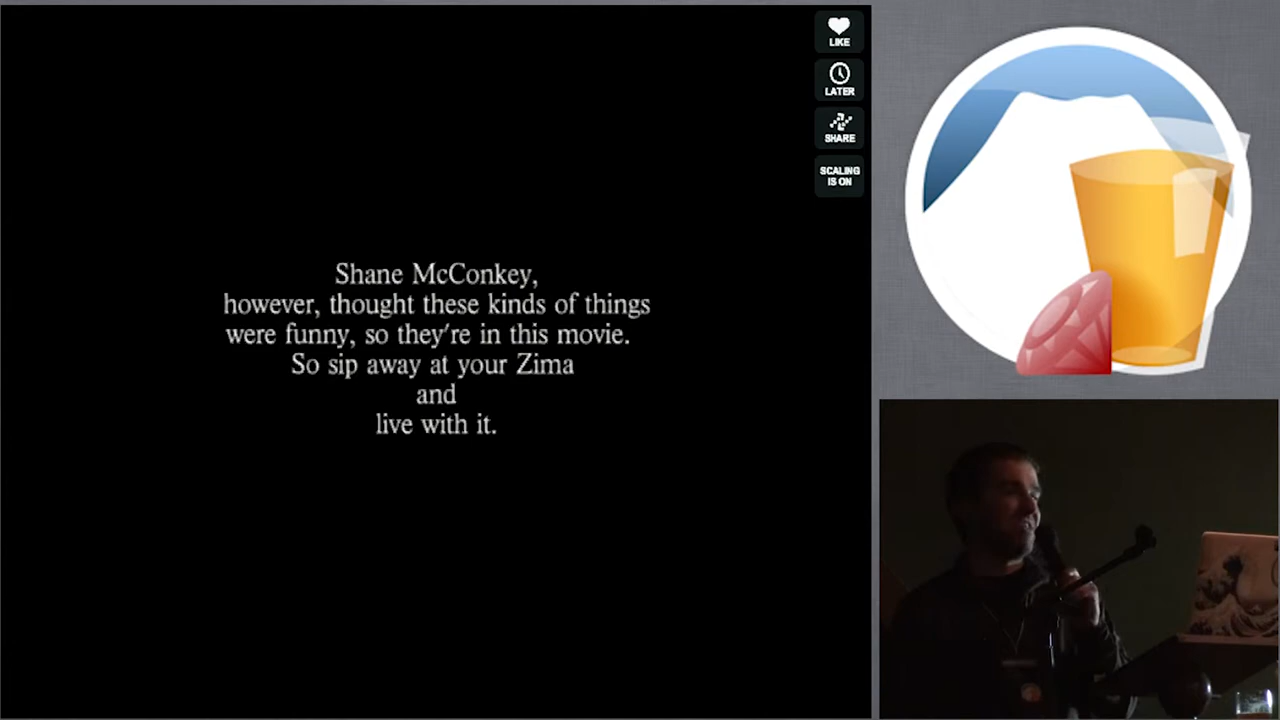 Shane McConkey,
however, thought these kinds of things
were funny, so they're in this movie.
So sip away at your Zima
and
live with it.
LIKE
LATER
SHARE
SCALING
IS ON